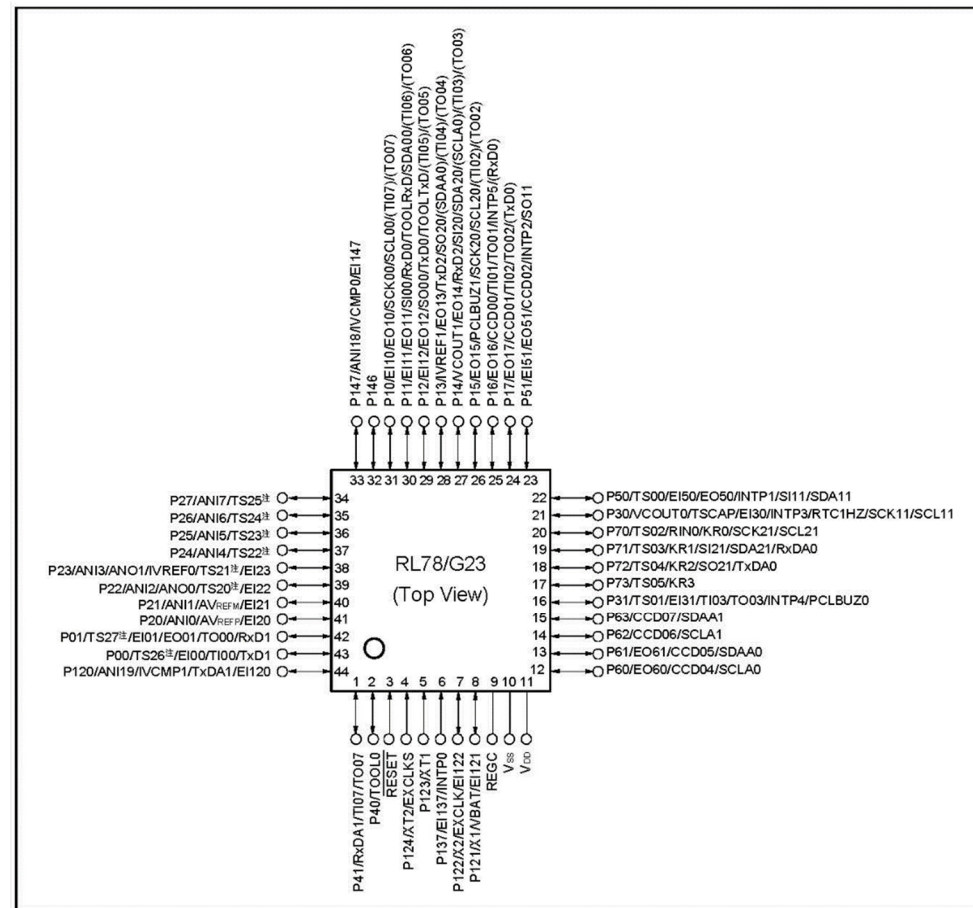 P147/ANI18/IVCMP0/EI147
P146
P10/EI10/EO10/SCK00/SCL00/(TI07)/(TO07)
P11/EI11/EO11/SI00/RxD0/TOOLRxD/SDA00/(TI06)/(TO06)
P12/EI12/EO12/SO00/TxD0/TOOLTxD/(TI05)/(TO05)
P13/IVREF1/EO13/TxD2/SO20/(SDAA0)/(TI04)/(TO04)
P14/VCOUT1/EO14/RxD2/SI20/SDA20/(SCLA0)/(TI03)/(TO03)
P15/EO15/PCLBUZ1/SCK20/SCL20/(TI02)/(TO02)
P16/EO16/CCD00/TI01/TO01/INTP5/(RxD0)
P17/EO17/CCD01/TI02/TO02/(TxD0)
P51/EI51/EO51/CCD02/INTP2/SO11
33 32 31 30 29 28 27 26 25 24 23
P27/ANI7/TS25注 34
P26/ANI6/TS24注 35
P25/ANI5/TS23注 36
P24/ANI4/TS22注 37
P23/ANI3/ANO1/IVREF0/TS21注/EI23 38
P22/ANI2/ANO0/TS20注/EI22 39
P21/ANI1/AVREFM/EI21 40
P20/ANI0/AVREFP/EI20 41
P01/TS27注/EI01/EO01/TO00/RxD1 42
P00/TS26注/EI00/TI00/TxD1 43
P120/ANI19/IVCMP1/TxDA1/EI120 44
RL78/G23
(Top View)
22 P50/TS00/EI50/EO50/INTP1/SI11/SDA11
21 P30/VCOUT0/TSCAP/EI30/INTP3/RTC1HZ/SCK11/SCL11
20 P70/TS02/RIN0/KR0/SCK21/SCL21
19 P71/TS03/KR1/SI21/SDA21/RxDA0
18 P72/TS04/KR2/SO21/TxDA0
17 P73/TS05/KR3
16 P31/TS01/EI31/TI03/TO03/INTP4/PCLBUZ0
15 P63/CCD07/SDAA1
14 P62/CCD06/SCLA1
13 P61/EO61/CCD05/SDAA0
12 P60/EO60/CCD04/SCLA0
1 2 3 4 5 6 7 8 9 10 11
P41/RxDA1/TI07/TO07
P40/TOOL0
RESET
P124/XT2/EXCLKS
P123/XT1
P137/EI137/INTP0
P122/X2/EXCLK/EI122
P121/X1/VBAT/EI121
REGC
VSS
VDD